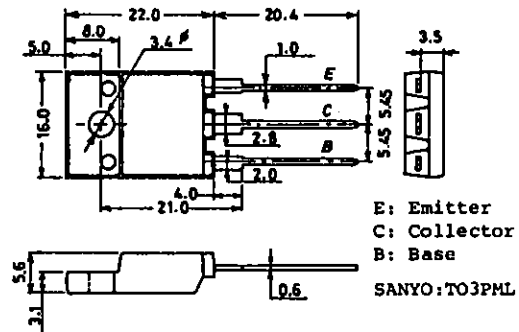 22.0
20.4
8.0
5.0
3.4 ø
1.0
3.5
E
C
B
16.0
5.45
5.45
2.8
2.0
4.0
21.0
5.6
3.1
0.6
E: Emitter
C: Collector
B: Base
SANYO:TO3PML